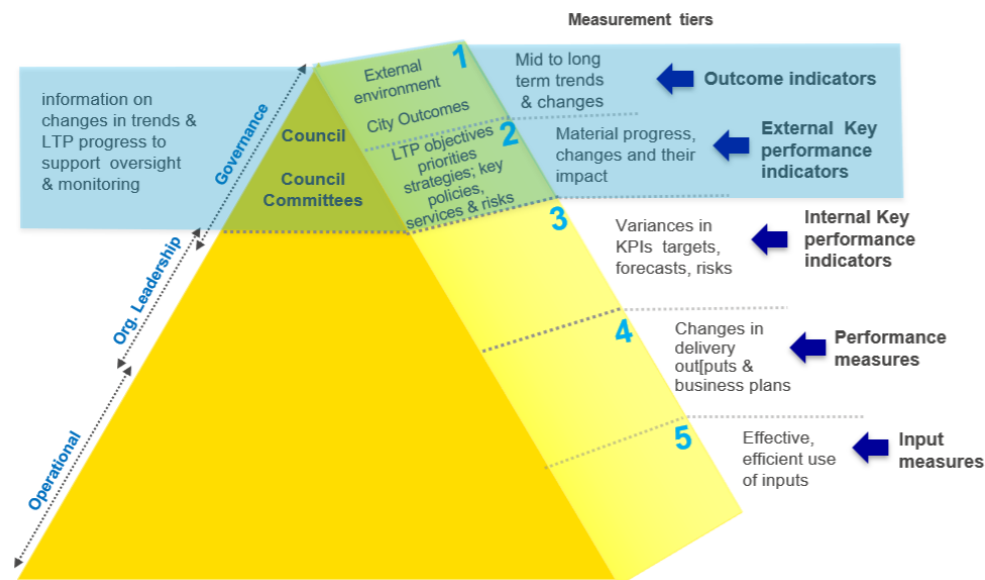 Measurement tiers
information on
changes in trends &
LTP progress to
support oversight
& monitoring
Governance
Org. Leadership
Operational
Council
Council
Committees
1
External
environment
City Outcomes
Mid to long
term trends
& changes
Outcome indicators
2
LTP objectives
priorities
strategies; key
policies,
services & risks
Material progress,
changes and their
impact
External Key
performance
indicators
3
Variances in
KPIs targets,
forecasts, risks
Internal Key
performance
indicators
4
Changes in
delivery
out[puts &
business plans
Performance
measures
5
Effective,
efficient use
of inputs
Input
measures